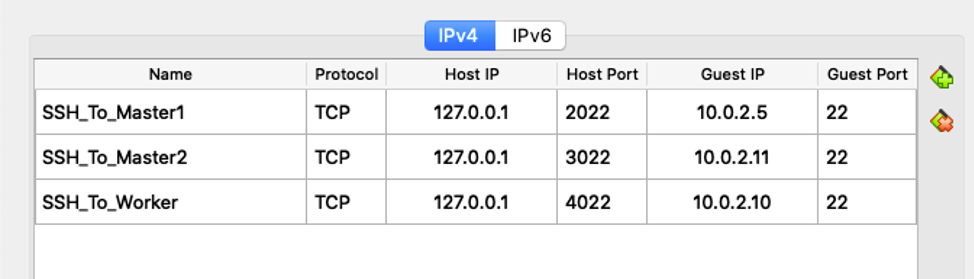 IPv4 IPv6
Name Protocol Host IP Host Port Guest IP Guest Port
SSH_To_Master1 TCP 127.0.0.1 2022 10.0.2.5 22
SSH_To_Master2 TCP 127.0.0.1 3022 10.0.2.11 22
SSH_To_Worker TCP 127.0.0.1 4022 10.0.2.10 22